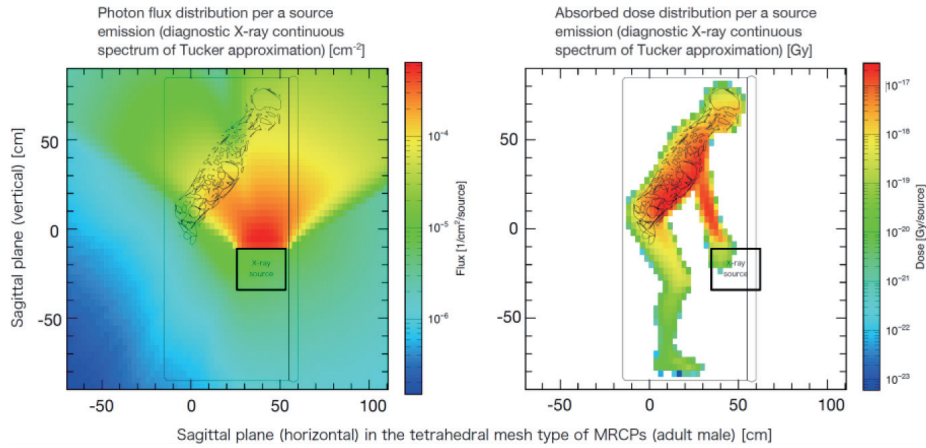 Photon flux distribution per a source
emission (diagnostic X-ray continuous
spectrum of Tucker approximation) [cm-2]
Absorbed dose distribution per a source
emission (diagnostic X-ray continuous
spectrum of Tucker approximation) [Gy]
Sagittal plane (vertical) [cm]
50
0
-50
X-ray
source
-50
0
50
100
10-4
10-5
10-6
Flux [1/cm2/source]
50
0
-50
X-ray
source
-50
0
50
100
10-17
10-18
10-19
10-20
10-21
10-22
10-23
Dose [Gy/source]
Sagittal plane (horizontal) in the tetrahedral mesh type of MRCPs (adult male) [cm]